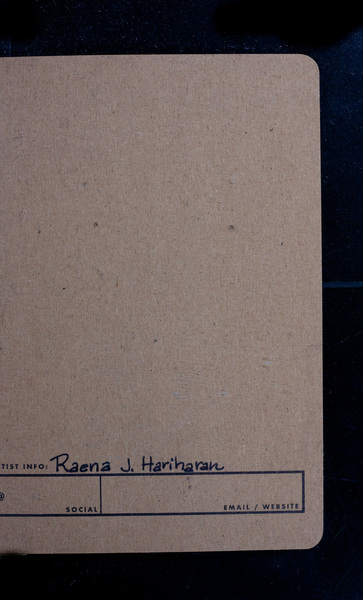 TIST INFO: Raena J. Hariharan
@
SOCIAL
EMAIL / WEBSITE